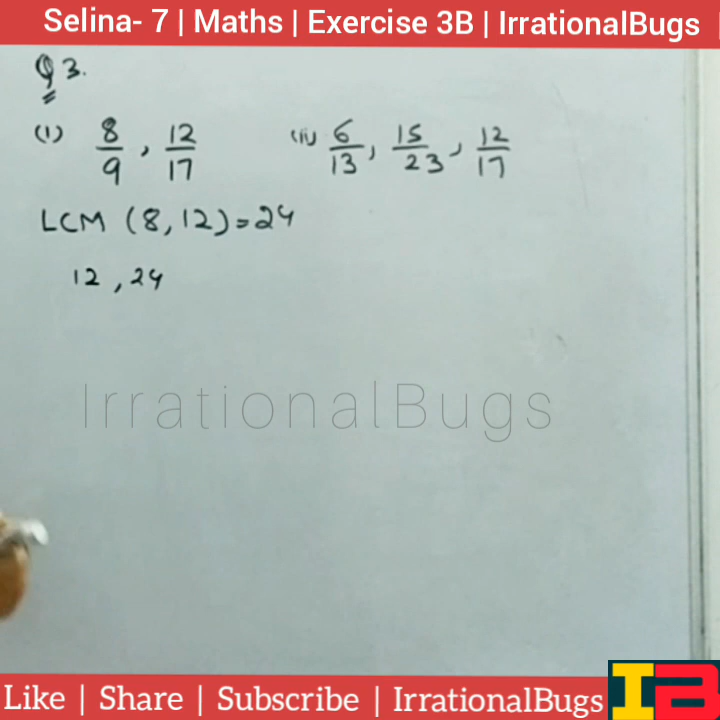 Selina- 7 | Maths | Exercise 3B | IrrationalBugs |
Q3.
(i) 8/9 , 12/17 (ii) 6/13 , 15/23 , 12/17
LCM (8,12)=24
12 , 24
IrrationalBugs
Like | Share | Subscribe | IrrationalBugs IB